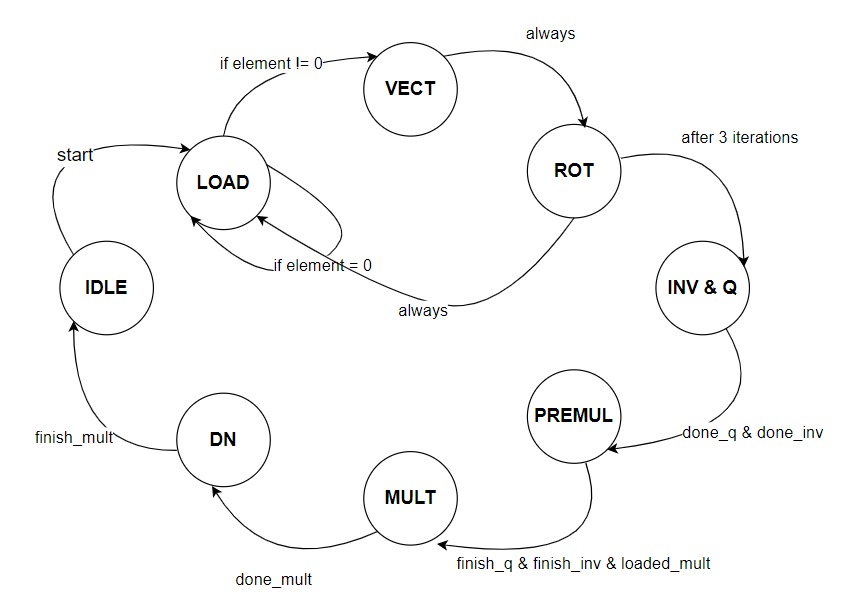 always
if element != 0
VECT
after 3 iterations
start
ROT
LOAD
if element = 0
IDLE
INV & Q
always
PREMUL
done_q & done_inv
finish_mult
DN
MULT
finish_q & finish_inv & loaded_mult
done_mult